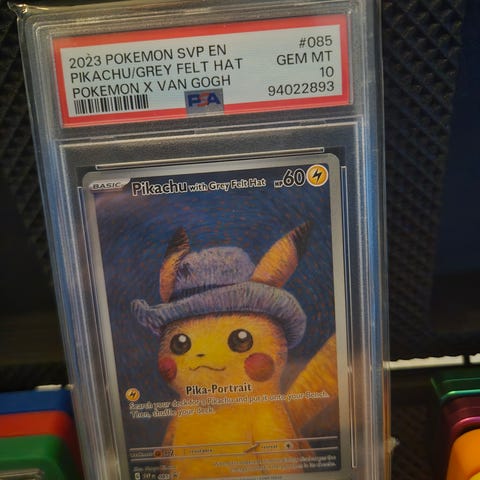 2023 POKEMON SVP EN #085
PIKACHU/GREY FELT HAT GEM MT
POKEMON X VAN GOGH 10
PSA 94022893
BASIC Pikachu with Grey Felt Hat HP 60
Pika-Portrait
Search your deck for a Pikachu and put it onto your Bench.
Then, shuffle your deck.